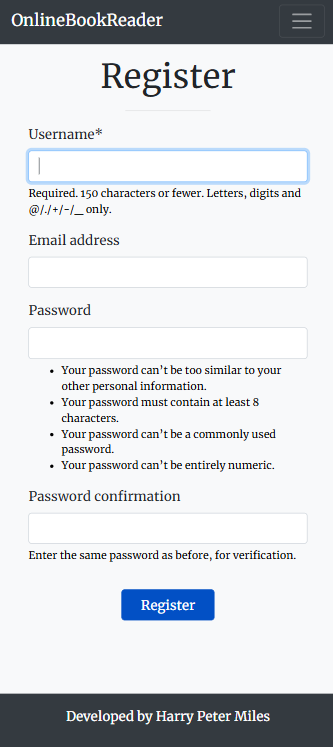 OnlineBookReader
Register
Username*
Required. 150 characters or fewer. Letters, digits and
@/./+/-/_ only.
Email address
Password
• Your password can’t be too similar to your
other personal information.
• Your password must contain at least 8
characters.
• Your password can’t be a commonly used
password.
• Your password can’t be entirely numeric.
Password confirmation
Enter the same password as before, for verification.
Register
Developed by Harry Peter Miles